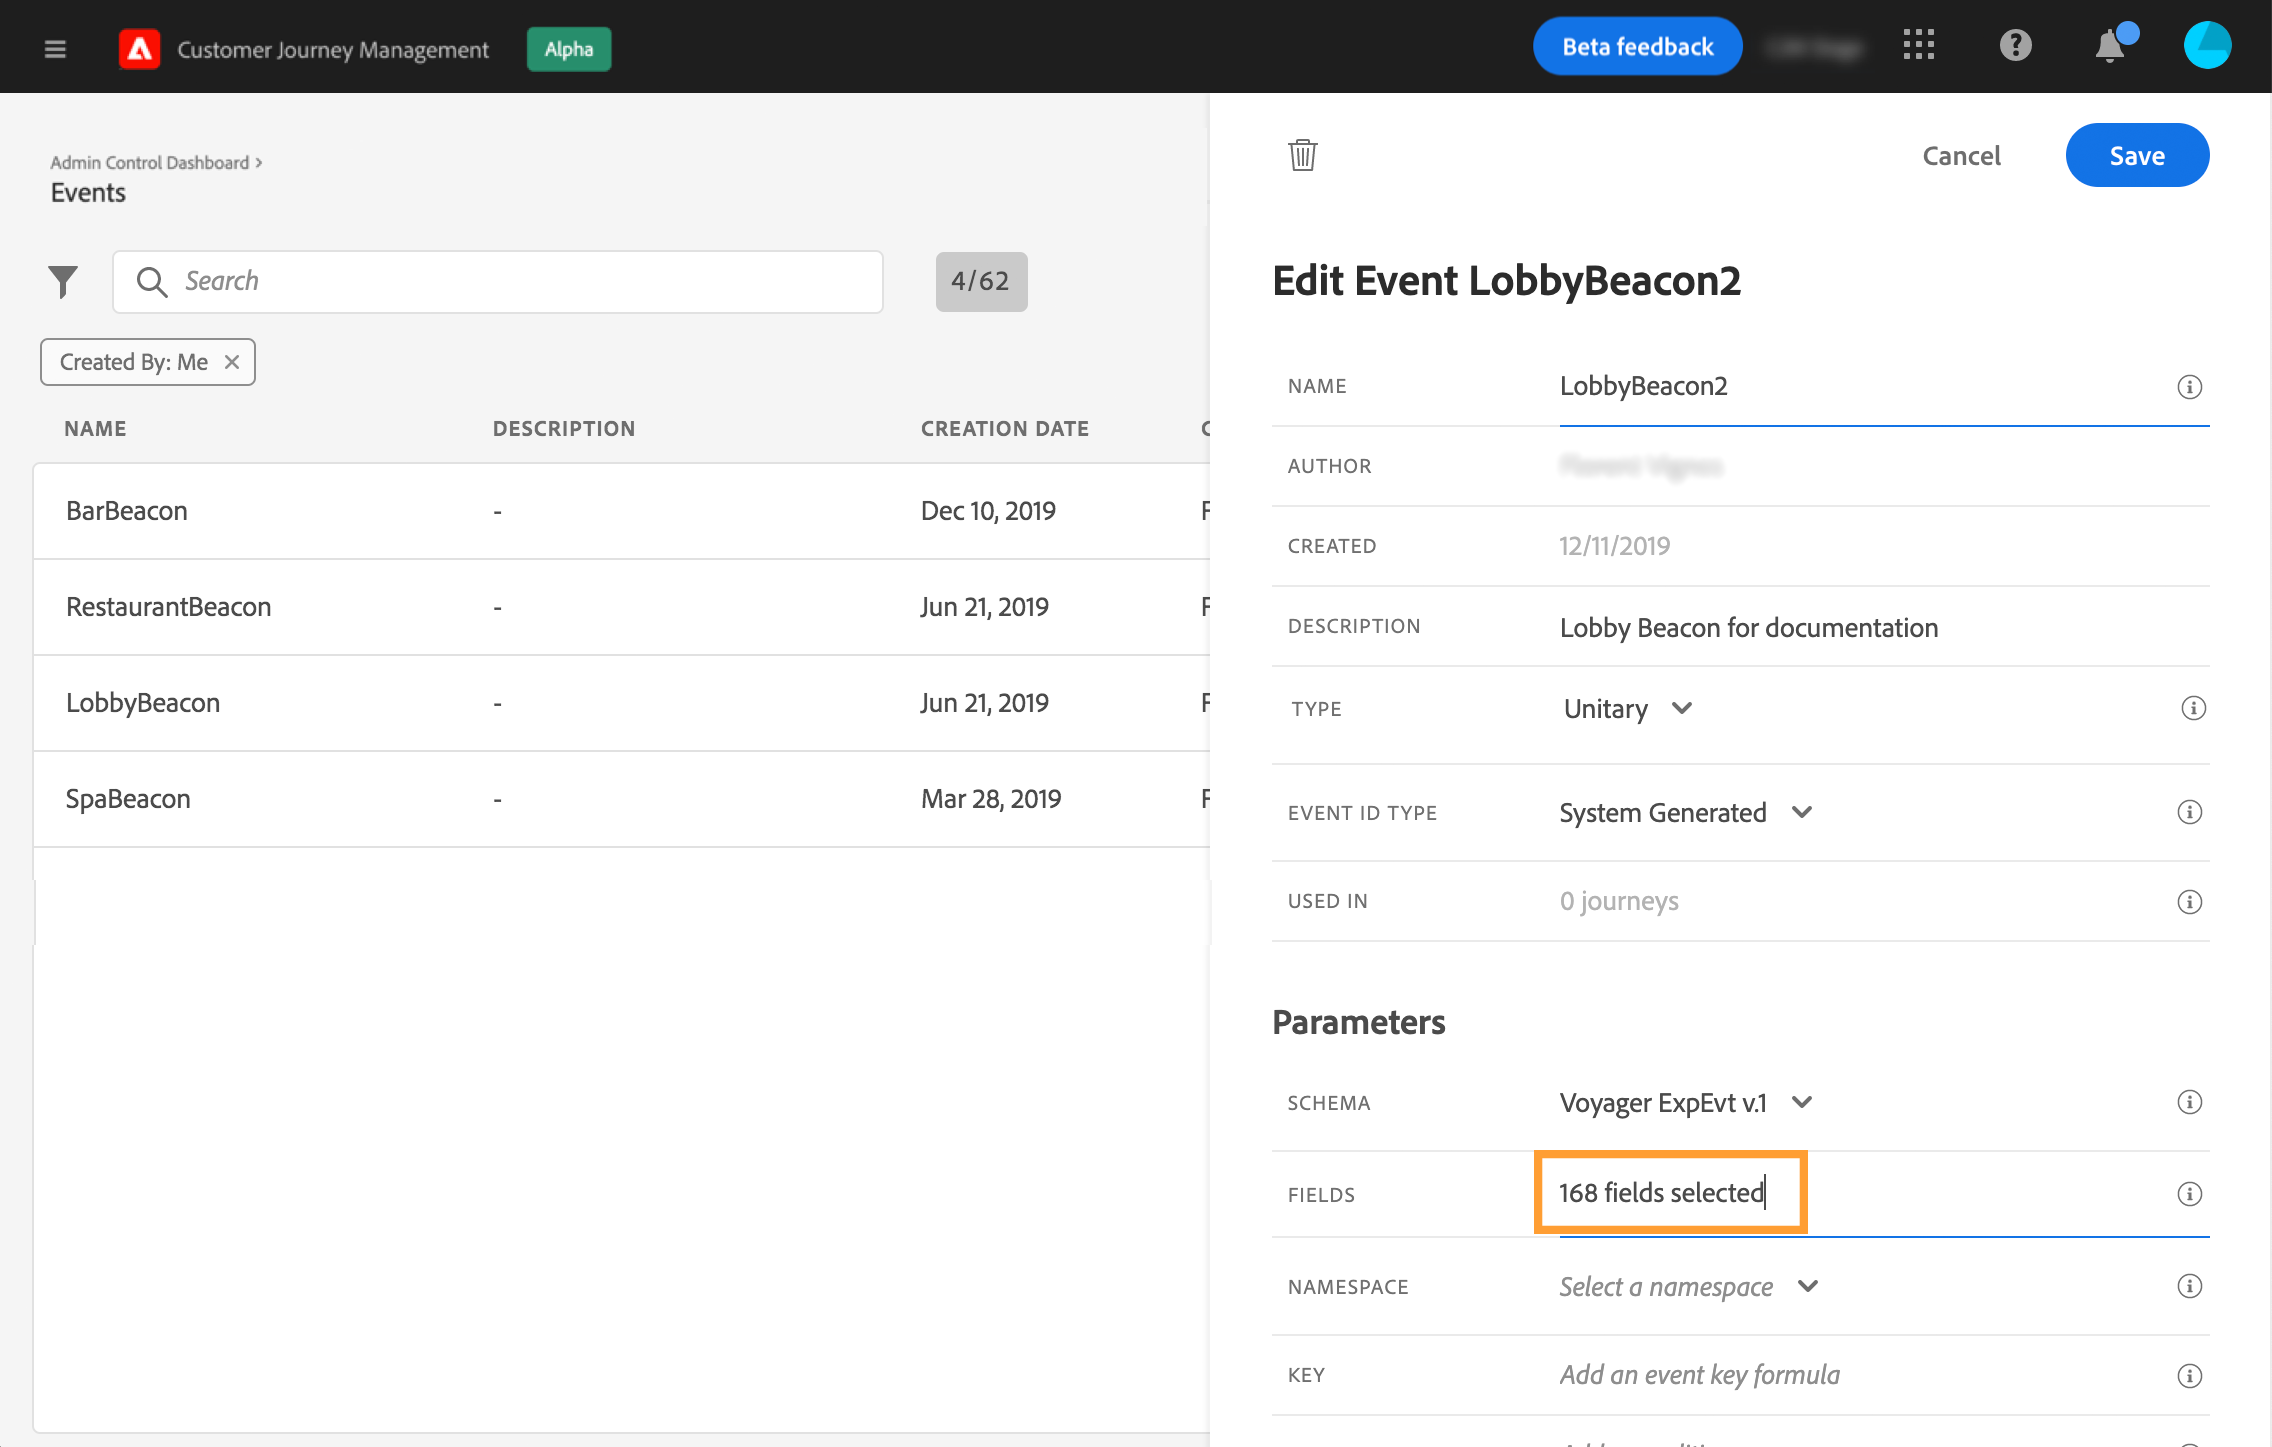 Customer Journey Management
Alpha
Beta feedback
Admin Control Dashboard >
Events
Search
4/62
Created By: Me
NAME DESCRIPTION CREATION DATE
BarBeacon - Dec 10, 2019
RestaurantBeacon - Jun 21, 2019
LobbyBeacon - Jun 21, 2019
SpaBeacon - Mar 28, 2019
Cancel
Save
Edit Event LobbyBeacon2
NAME LobbyBeacon2
AUTHOR
CREATED 12/11/2019
DESCRIPTION Lobby Beacon for documentation
TYPE Unitary
EVENT ID TYPE System Generated
USED IN 0 journeys
Parameters
SCHEMA Voyager ExpEvt v.1
FIELDS 168 fields selected
NAMESPACE Select a namespace
KEY Add an event key formula